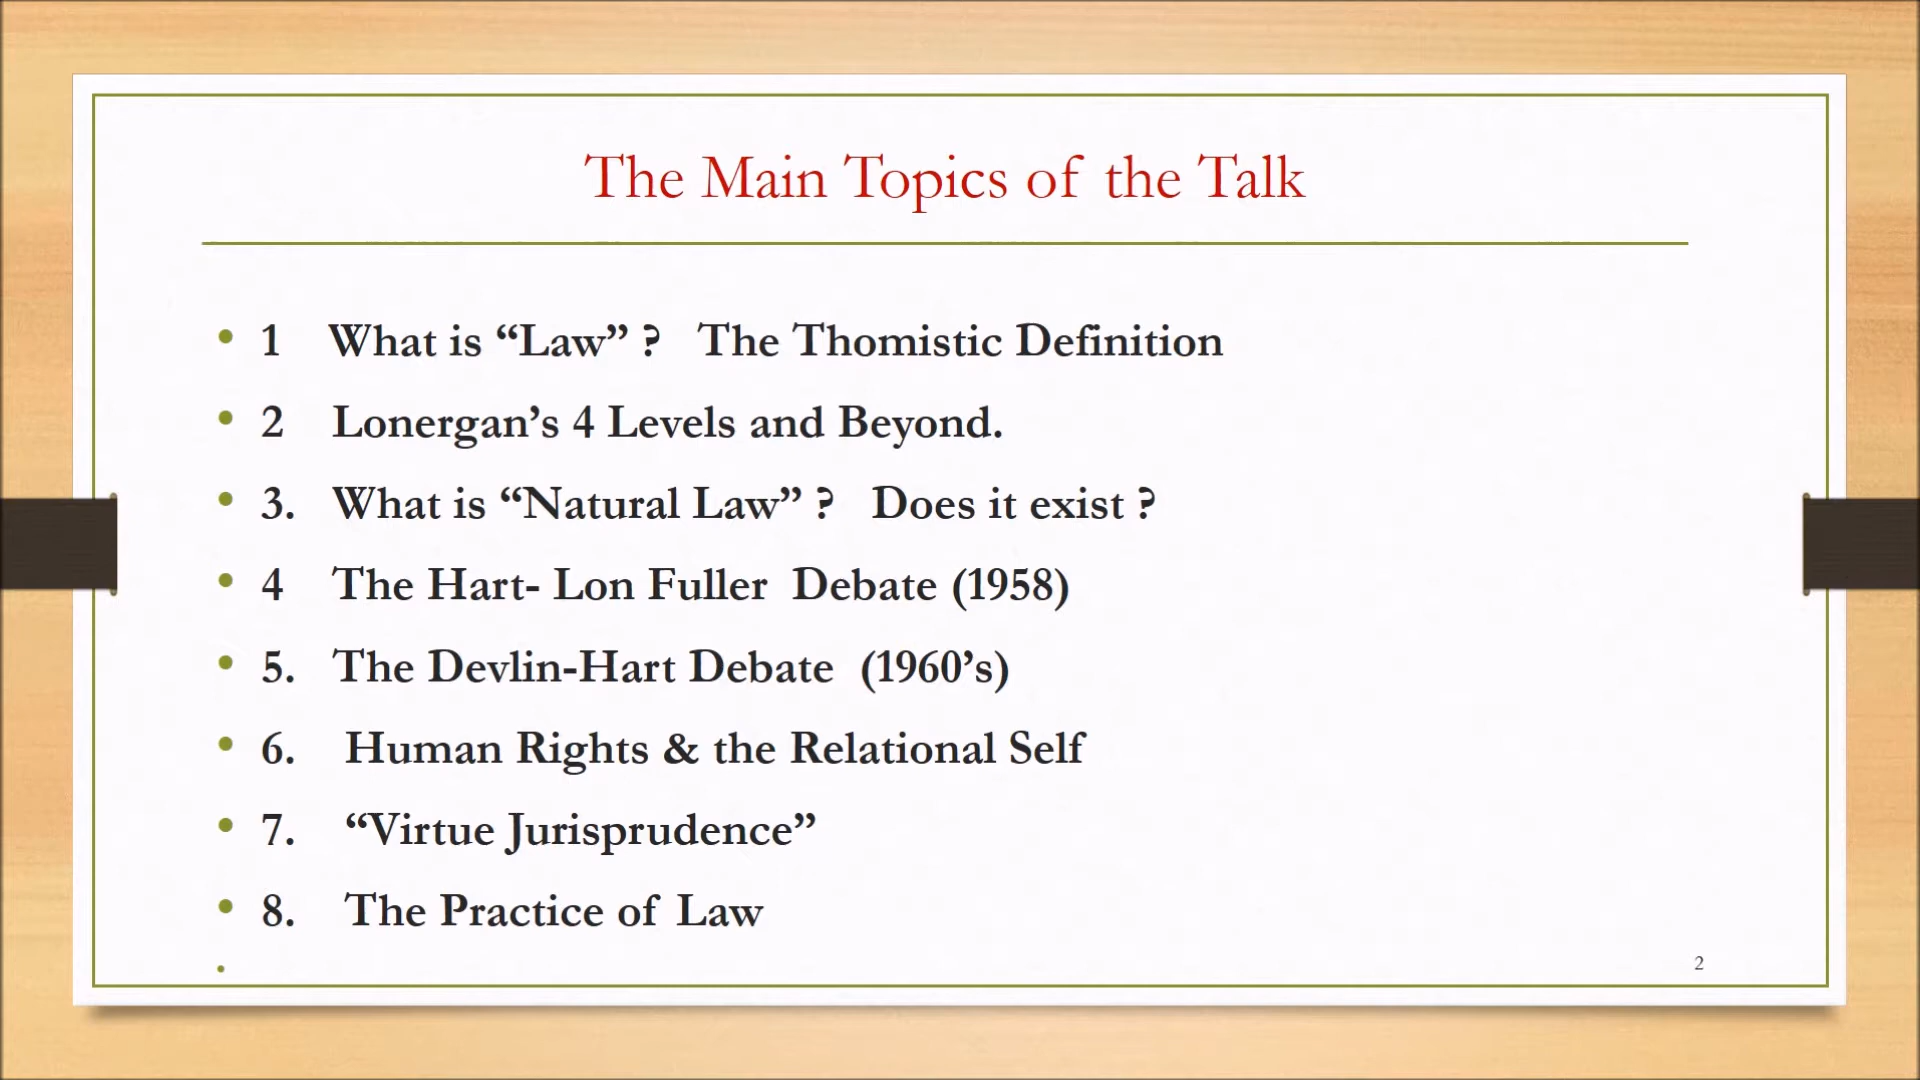 The Main Topics of the Talk
• 1 What is “Law” ? The Thomistic Definition
• 2 Lonergan’s 4 Levels and Beyond.
• 3. What is “Natural Law” ? Does it exist ?
• 4 The Hart- Lon Fuller Debate (1958)
• 5. The Devlin-Hart Debate (1960’s)
• 6. Human Rights & the Relational Self
• 7. “Virtue Jurisprudence”
• 8. The Practice of Law
•
2